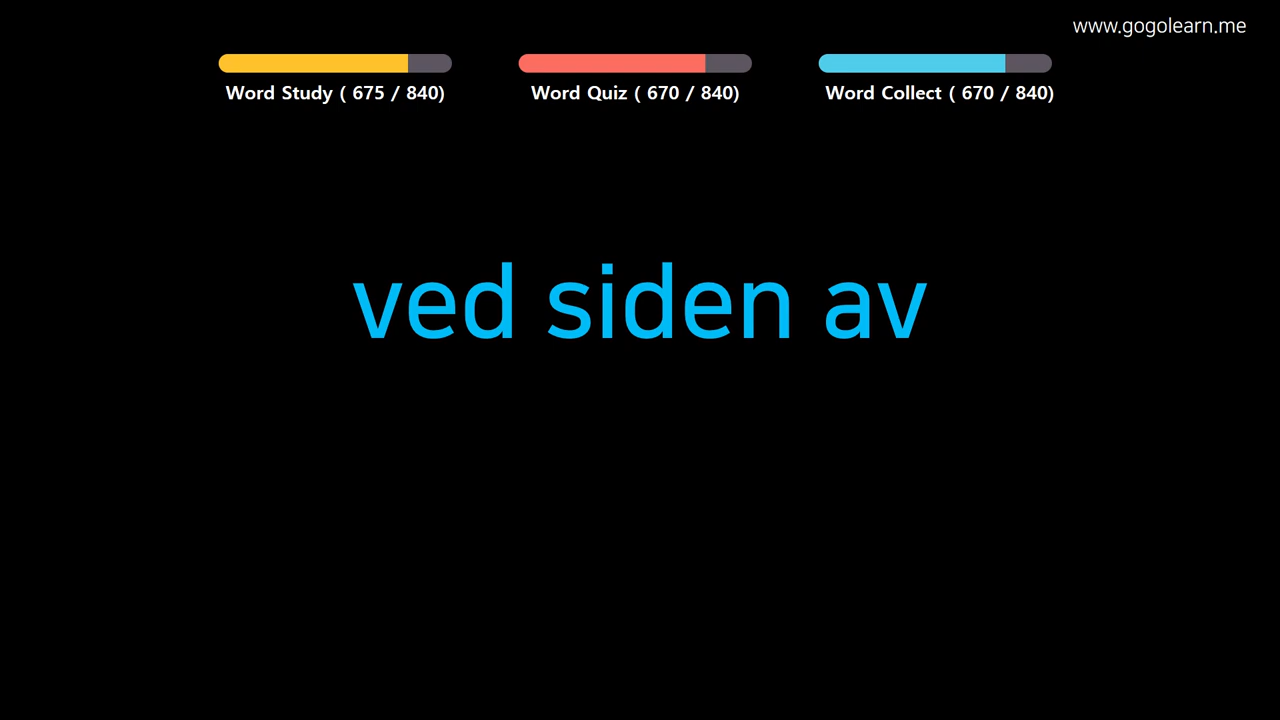 www.gogolearn.me
Word Study ( 675 / 840)
Word Quiz ( 670 / 840)
Word Collect ( 670 / 840)
ved siden av